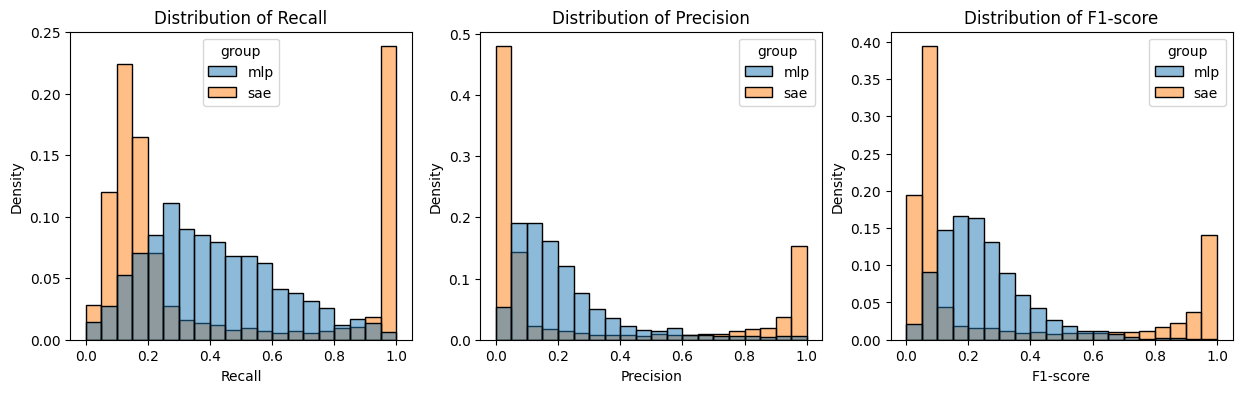 Distribution of Recall
group
mlp
sae
0.25
0.20
0.15
0.10
0.05
0.00
Density
0.0 0.2 0.4 0.6 0.8 1.0
Recall
Distribution of Precision
group
mlp
sae
0.5
0.4
0.3
0.2
0.1
0.0
Density
0.0 0.2 0.4 0.6 0.8 1.0
Precision
Distribution of F1-score
group
mlp
sae
0.40
0.35
0.30
0.25
0.20
0.15
0.10
0.05
0.00
Density
0.0 0.2 0.4 0.6 0.8 1.0
F1-score